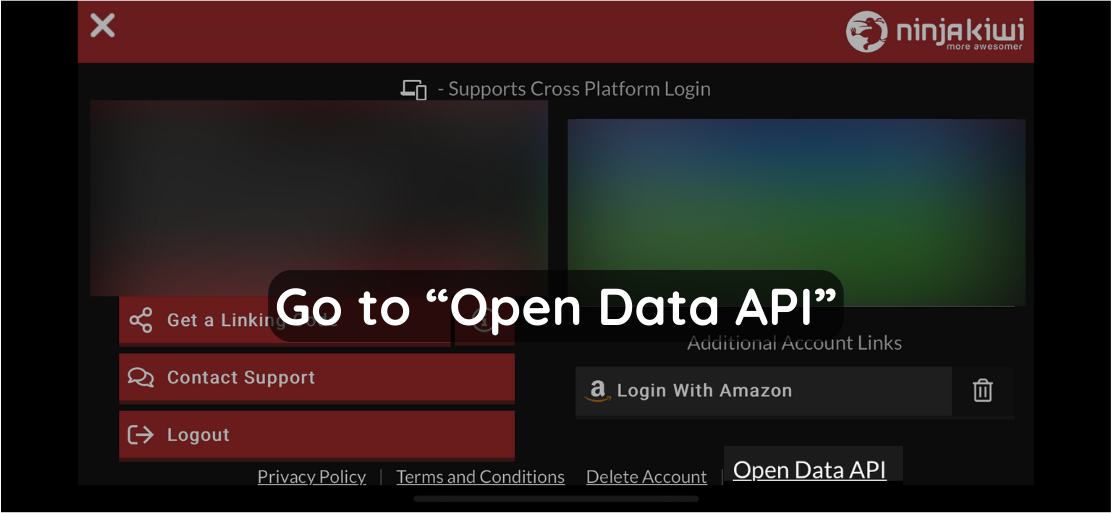 ninjakiwi
more awesomer
- Supports Cross Platform Login
Go to “Open Data API”
Get a Linking Code
Additional Account Links
Contact Support
Login With Amazon
Logout
Privacy Policy | Terms and Conditions Delete Account | Open Data API